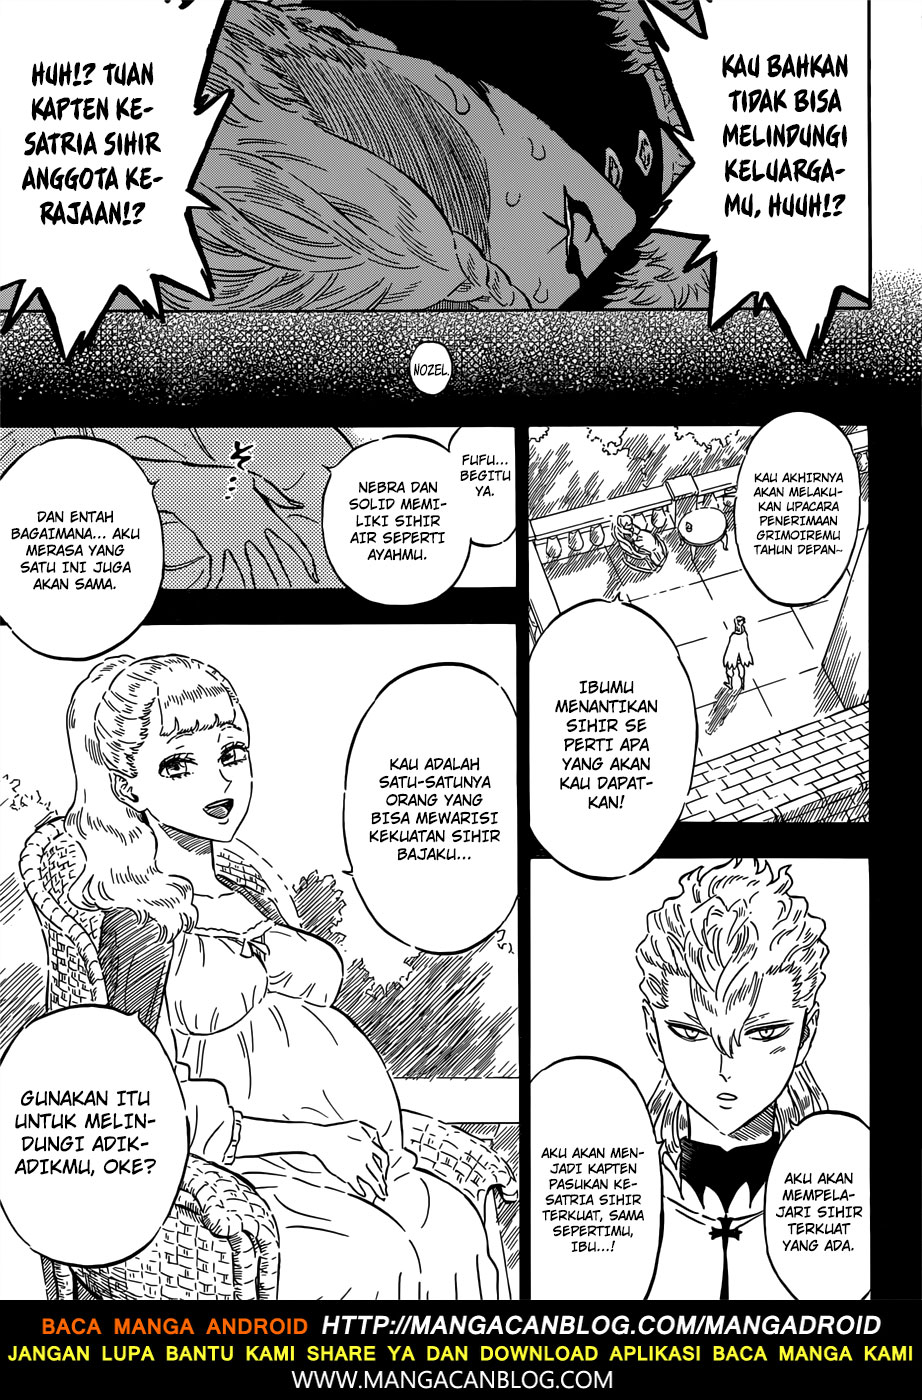 KAU BAHKAN
TIDAK BISA
MELINDUNGI
KELUARGA-
MU, HUUH!?
HUH!? TUAN
KAPTEN KE-
SATRIA SIHIR
ANGGOTA KE-
RAJAAN!?
NOZEL.
KAU AKHIRNYA
AKAN MELAKU-
KAN UPACARA
PENERIMAAN
GRIMOIREMU
TAHUN DEPAN~
IBUMU
MENANTIKAN
SIHIR SE
PERTI APA
YANG AKAN
KAU DAPAT-
KAN!
AKU AKAN
MEMPELA-
JARI SIHIR
TERKUAT
YANG ADA.
AKU AKAN MEN-
JADI KAPTEN
PASUKAN KE-
SATRIA SIHIR
TERKUAT, SAMA
SEPERTIMU,
IBU...!
FUFU...
BEGITU
YA.
NEBRA DAN
SOLID MEMI-
LIKI SIHIR
AIR SEPERTI
AYAHMU.
DAN ENTAH
BAGAIMANA... AKU
MERASA YANG
SATU INI JUGA
AKAN SAMA.
KAU ADALAH
SATU-SATUNYA
ORANG YANG
BISA MEWARISI
KEKUATAN SIHIR
BAJAKU...
GUNAKAN ITU
UNTUK MELIN-
DUNGI ADIK-
ADIKMU, OKE?
BACA MANGA ANDROID HTTP://MANGACANBLOG.COM/MANGADROID
JANGAN LUPA BANTU KAMI SHARE YA DAN DOWNLOAD APLIKASI BACA MANGA KAMI
WWW.MANGACANBLOG.COM